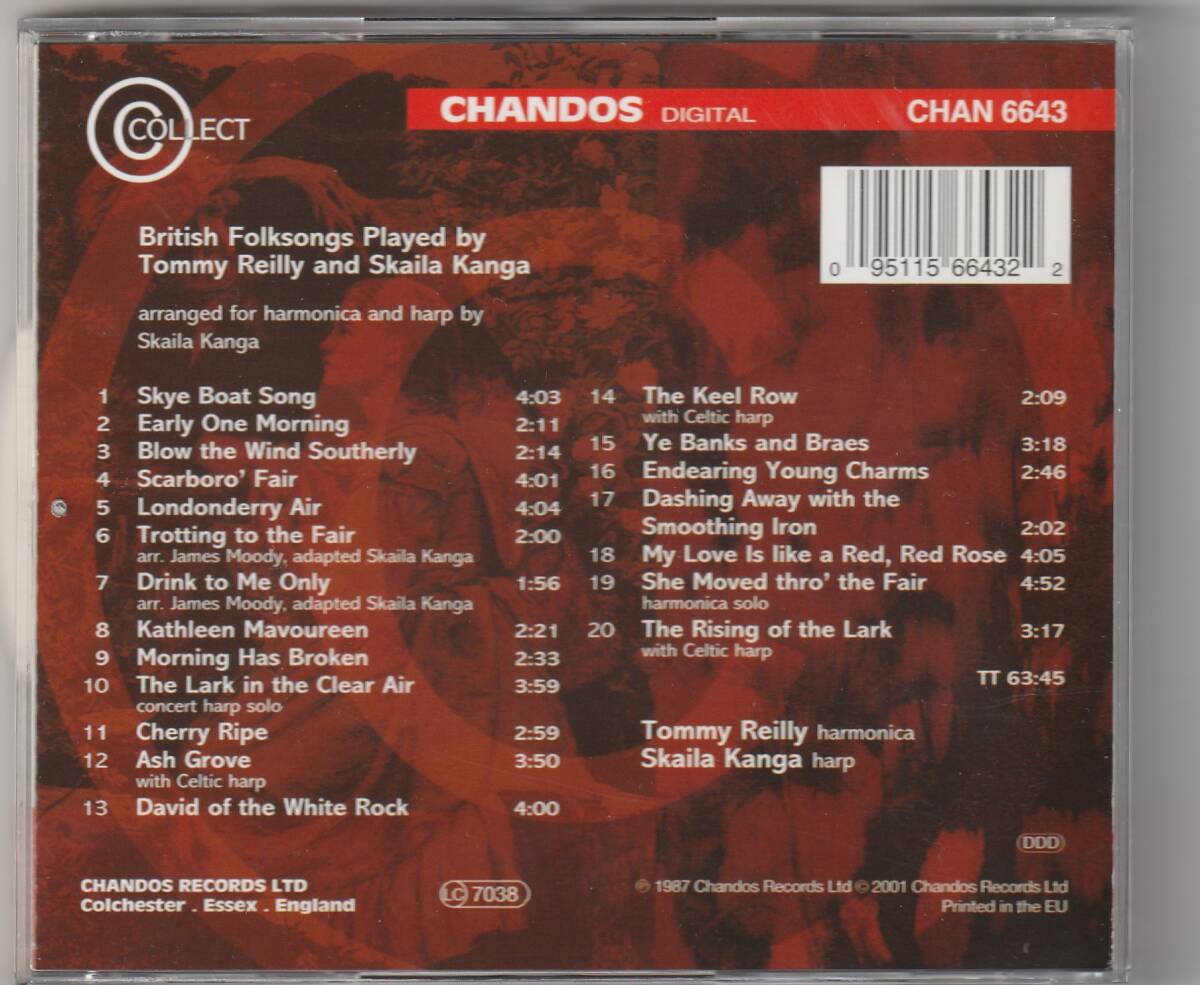 COLLECT
CHANDOS DIGITAL CHAN 6643
0 95115 66432 2
British Folksongs Played by
Tommy Reilly and Skaila Kanga
arranged for harmonica and harp by
Skaila Kanga
1 Skye Boat Song 4:03
2 Early One Morning 2:11
3 Blow the Wind Southerly 2:14
4 Scarboro' Fair 4:01
5 Londonderry Air 4:04
6 Trotting to the Fair 2:00
arr. James Moody, adapted Skaila Kanga
7 Drink to Me Only 1:56
arr. James Moody, adapted Skaila Kanga
8 Kathleen Mavoureen 2:21
9 Morning Has Broken 2:33
10 The Lark in the Clear Air 3:59
concert harp solo
11 Cherry Ripe 2:59
12 Ash Grove 3:50
with Celtic harp
13 David of the White Rock 4:00
14 The Keel Row 2:09
with Celtic harp
15 Ye Banks and Braes 3:18
16 Endearing Young Charms 2:46
17 Dashing Away with the
Smoothing Iron 2:02
18 My Love Is like a Red, Red Rose 4:05
19 She Moved thro' the Fair 4:52
harmonica solo
20 The Rising of the Lark 3:17
with Celtic harp
TT 63:45
Tommy Reilly harmonica
Skaila Kanga harp
DDD
CHANDOS RECORDS LTD
Colchester . Essex . England
LC 7038
℗ 1987 Chandos Records Ltd © 2001 Chandos Records Ltd
Printed in the EU